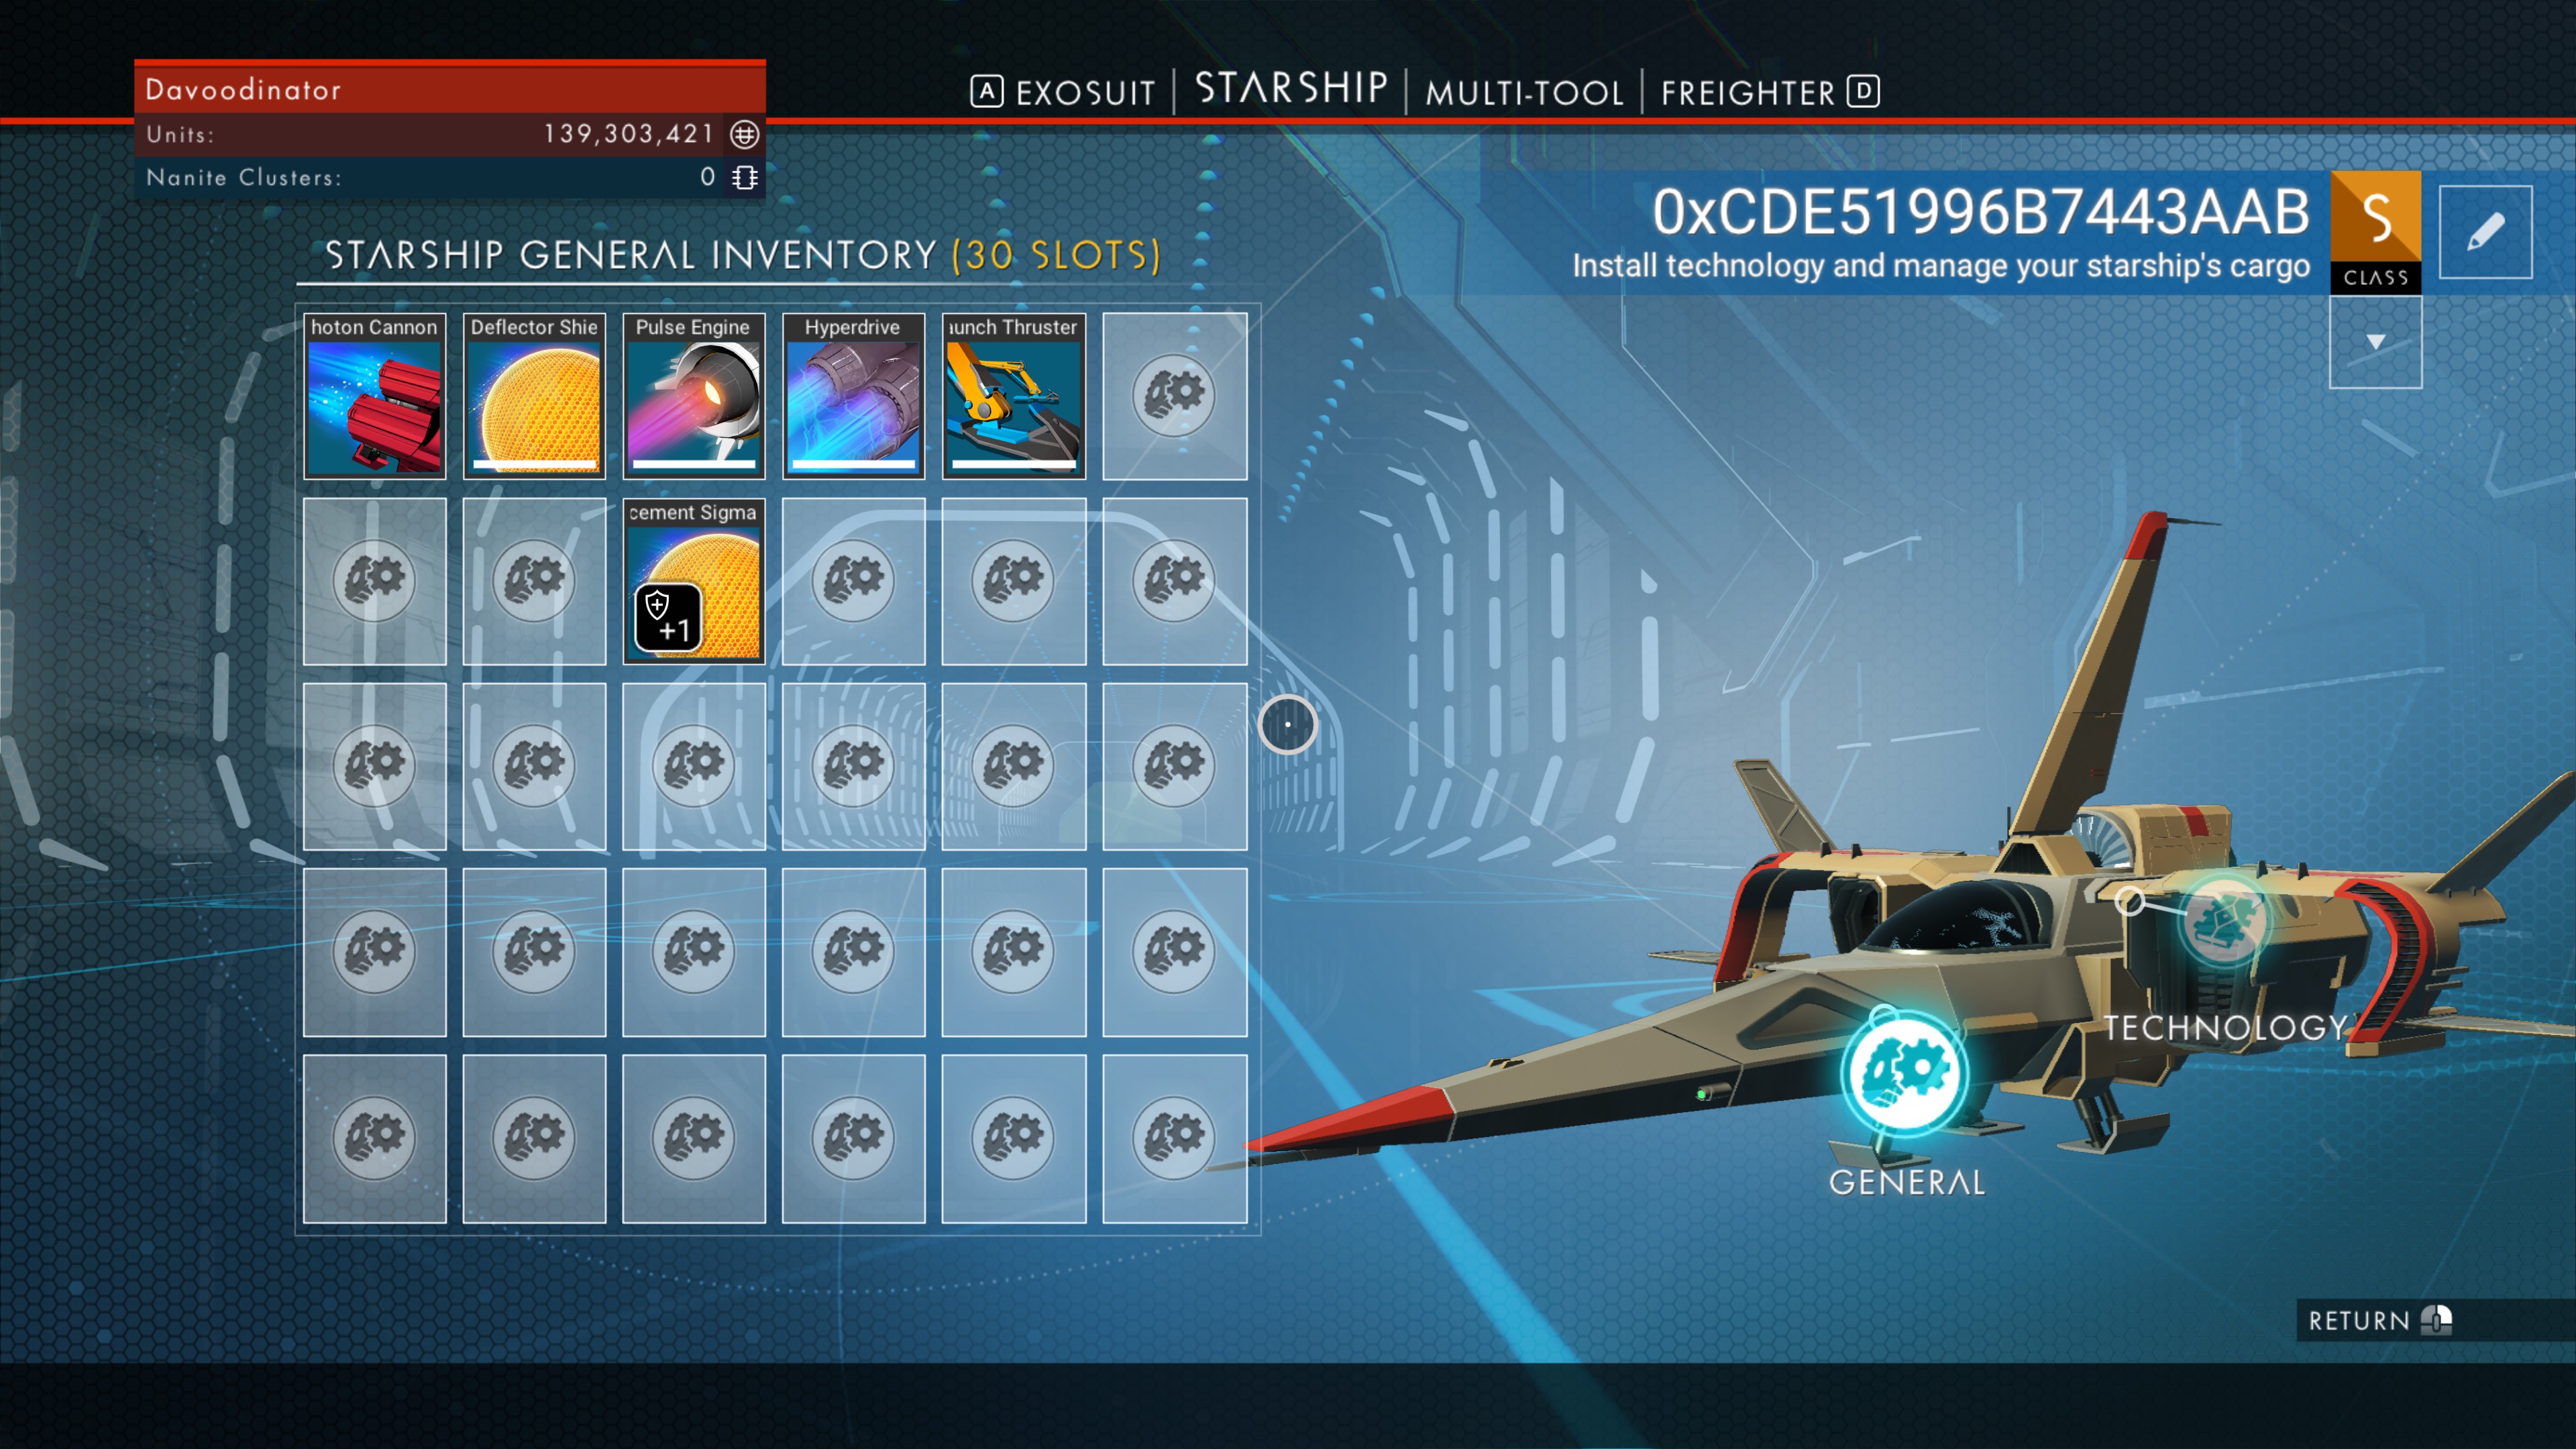 Davoodinator
Units: 139,303,421
Nanite Clusters: 0
A EXOSUIT STARSHIP MULTI-TOOL FREIGHTER D
0xCDE51996B7443AAB
Install technology and manage your starship's cargo
S
CLASS
STARSHIP GENERAL INVENTORY (30 SLOTS)
hoton Cannon
Deflector Shie
Pulse Engine
Hyperdrive
aunch Thruster
cement Sigma
+1
TECHNOLOGY
GENERAL
RETURN